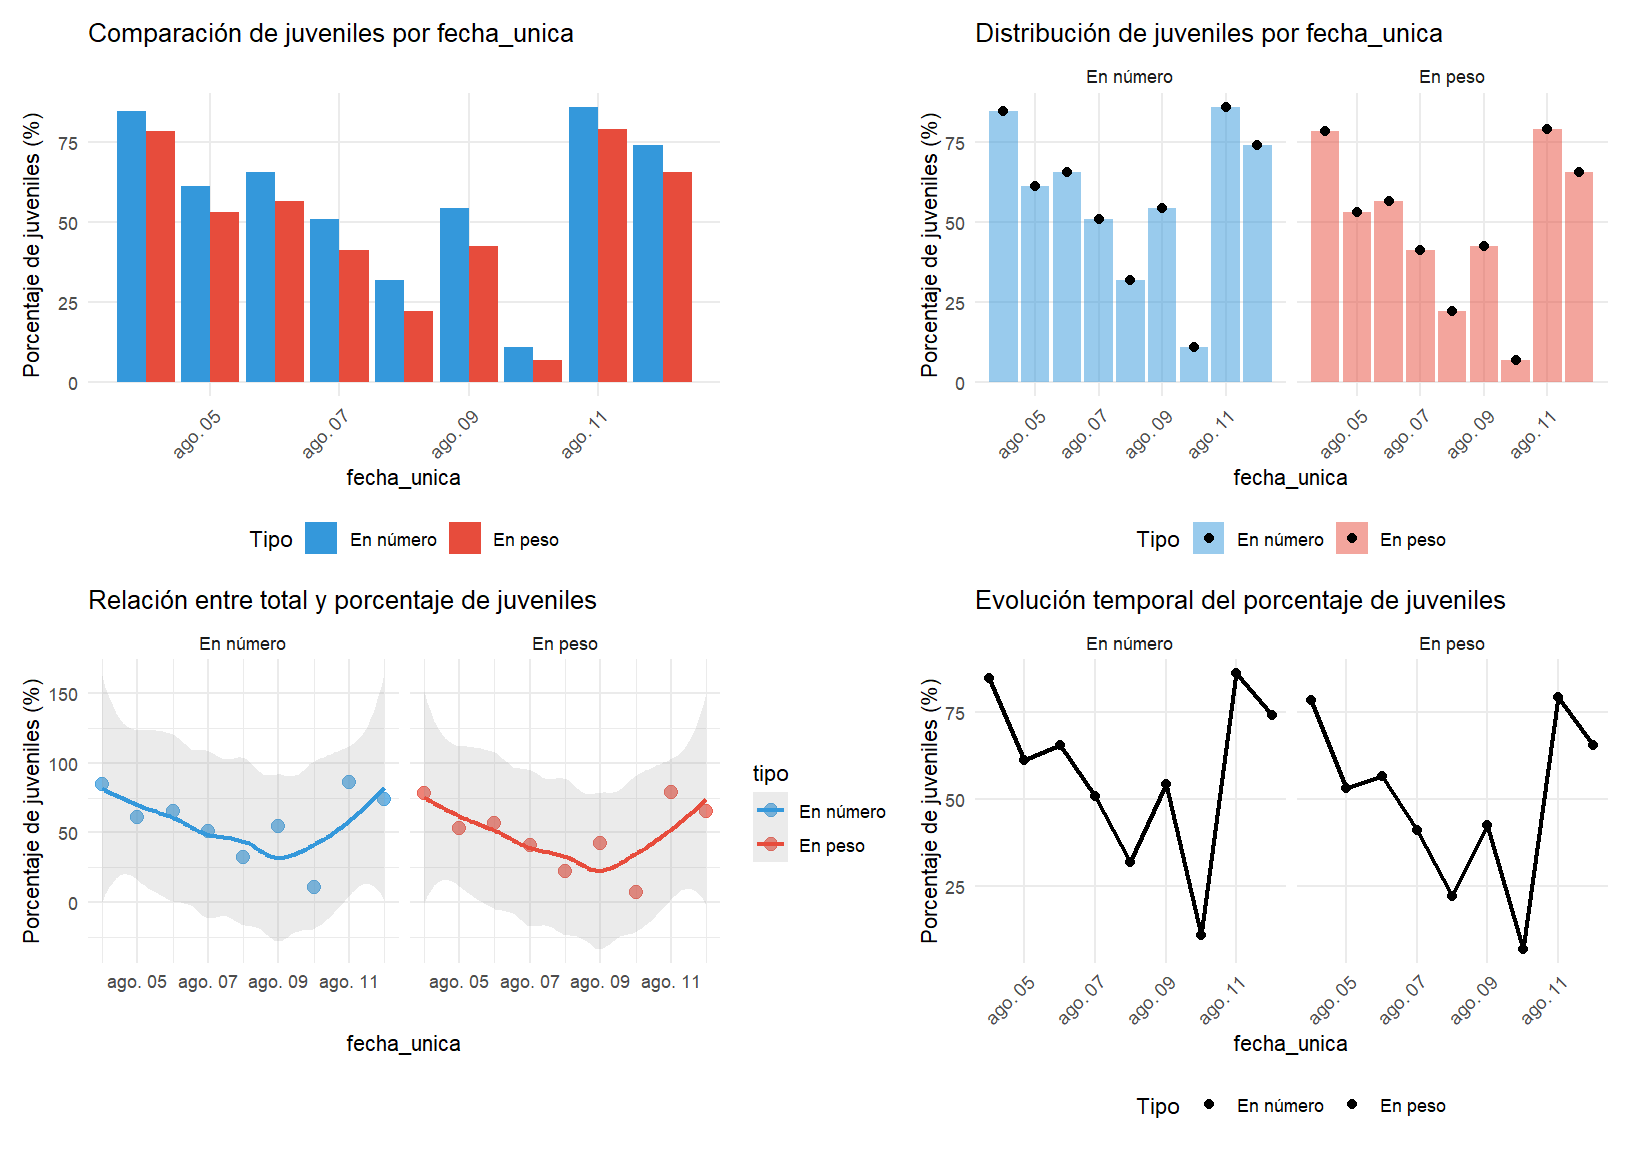 Comparación de juveniles por fecha_unica
Porcentaje de juveniles (%)
75
50
25
0
ago. 05
ago. 07
ago. 09
ago. 11
fecha_unica
Tipo
En número
En peso
Distribución de juveniles por fecha_unica
En número
En peso
Porcentaje de juveniles (%)
75
50
25
0
ago. 05
ago. 07
ago. 09
ago. 11
ago. 05
ago. 07
ago. 09
ago. 11
fecha_unica
Tipo
En número
En peso
Relación entre total y porcentaje de juveniles
En número
En peso
Porcentaje de juveniles (%)
150
100
50
0
ago. 05
ago. 07
ago. 09
ago. 11
ago. 05
ago. 07
ago. 09
ago. 11
fecha_unica
tipo
En número
En peso
Evolución temporal del porcentaje de juveniles
En número
En peso
Porcentaje de juveniles (%)
75
50
25
ago. 05
ago. 07
ago. 09
ago. 11
ago. 05
ago. 07
ago. 09
ago. 11
fecha_unica
Tipo
En número
En peso